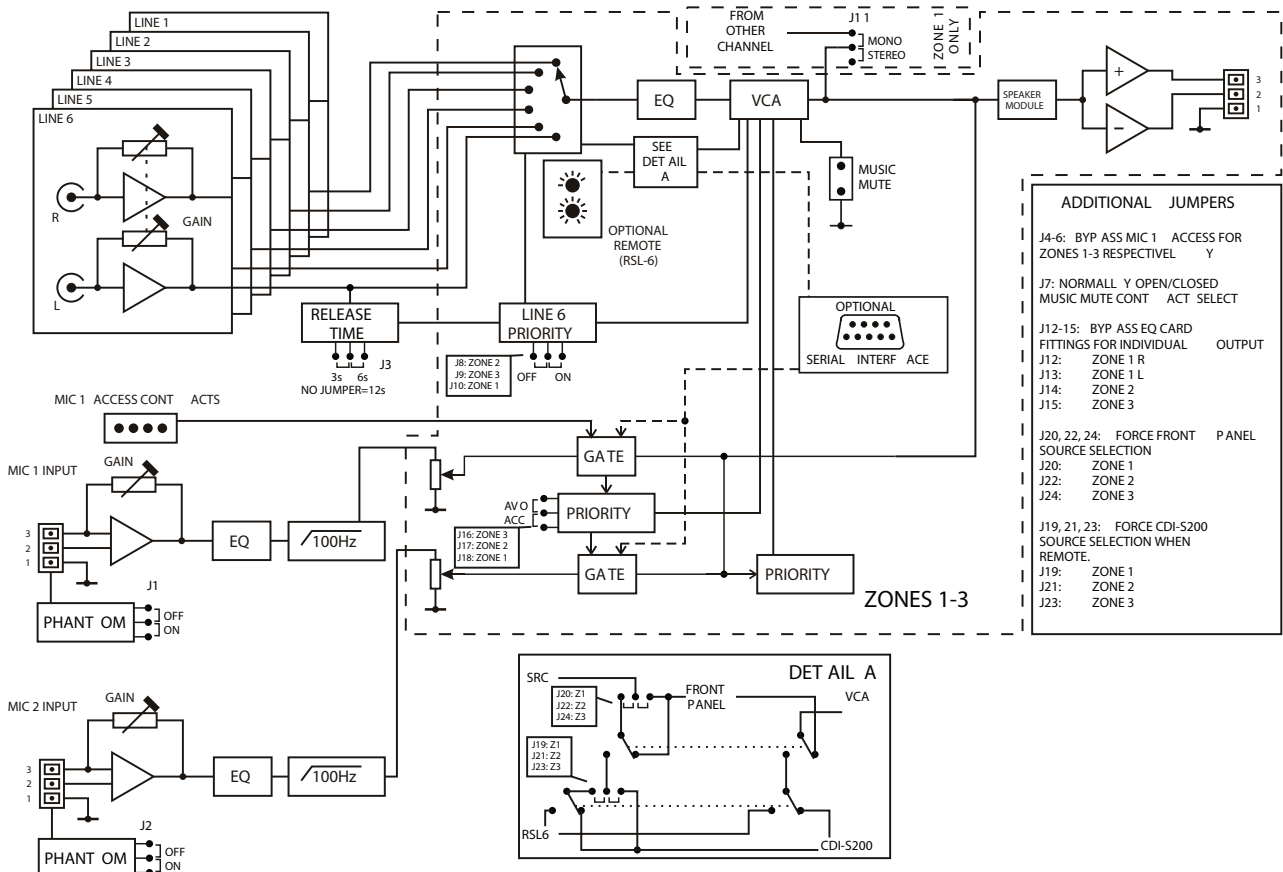 LINE 1
LINE 2
LINE 3
LINE 4
LINE 5
LINE 6
R
GAIN
L
FROM
OTHER
CHANNEL
J1 1
MONO
STEREO
ZONE 1
ONLY
EQ
VCA
SPEAKER
MODULE
+
−
3
2
1
SEE
DET AIL
A
MUSIC
MUTE
OPTIONAL
REMOTE
(RSL-6)
RELEASE
TIME
3s 6s
J3
NO JUMPER=12s
LINE 6
PRIORITY
J8: ZONE 2
J9: ZONE 3
J10: ZONE 1
OFF ON
OPTIONAL
SERIAL INTERF ACE
MIC 1 ACCESS CONT ACTS
MIC 1 INPUT
GAIN
3
2
1
EQ
100Hz
J1
PHANT OM
OFF
ON
GATE
AV O
ACC
PRIORITY
J16: ZONE 3
J17: ZONE 2
J18: ZONE 1
GATE
PRIORITY
ZONES 1-3
MIC 2 INPUT
GAIN
3
2
1
EQ
100Hz
J2
PHANT OM
OFF
ON
DET AIL A
SRC
J20: Z1
J22: Z2
J24: Z3
FRONT
PANEL
VCA
J19: Z1
J21: Z2
J23: Z3
RSL6
CDI-S200
ADDITIONAL JUMPERS
J4-6: BYP ASS MIC 1 ACCESS FOR
ZONES 1-3 RESPECTIVEL Y
J7: NORMALL Y OPEN/CLOSED
MUSIC MUTE CONT ACT SELECT
J12-15: BYP ASS EQ CARD
FITTINGS FOR INDIVIDUAL OUTPUT
J12: ZONE 1 R
J13: ZONE 1 L
J14: ZONE 2
J15: ZONE 3
J20, 22, 24: FORCE FRONT P ANEL
SOURCE SELECTION
J20: ZONE 1
J22: ZONE 2
J24: ZONE 3
J19, 21, 23: FORCE CDI-S200
SOURCE SELECTION WHEN
REMOTE.
J19: ZONE 1
J21: ZONE 2
J23: ZONE 3